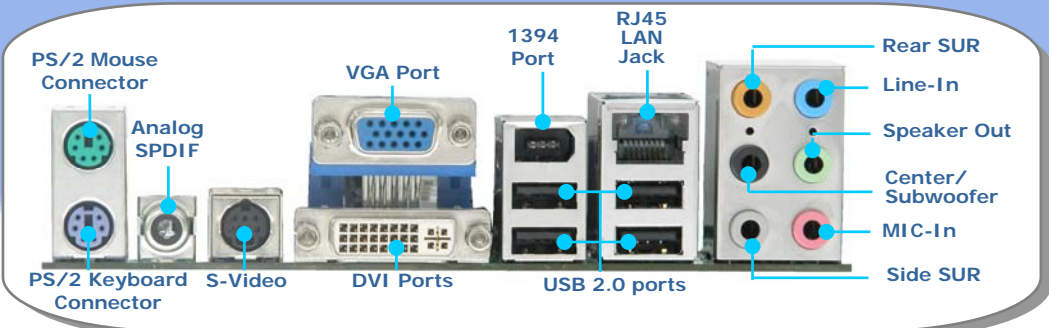 PS/2 Mouse
Connector
Analog
SPDIF
VGA Port
1394
Port
RJ45
LAN
Jack
Rear SUR
Line-In
Speaker Out
Center/
Subwoofer
MIC-In
Side SUR
PS/2 Keyboard
Connector
S-Video
DVI Ports
USB 2.0 ports